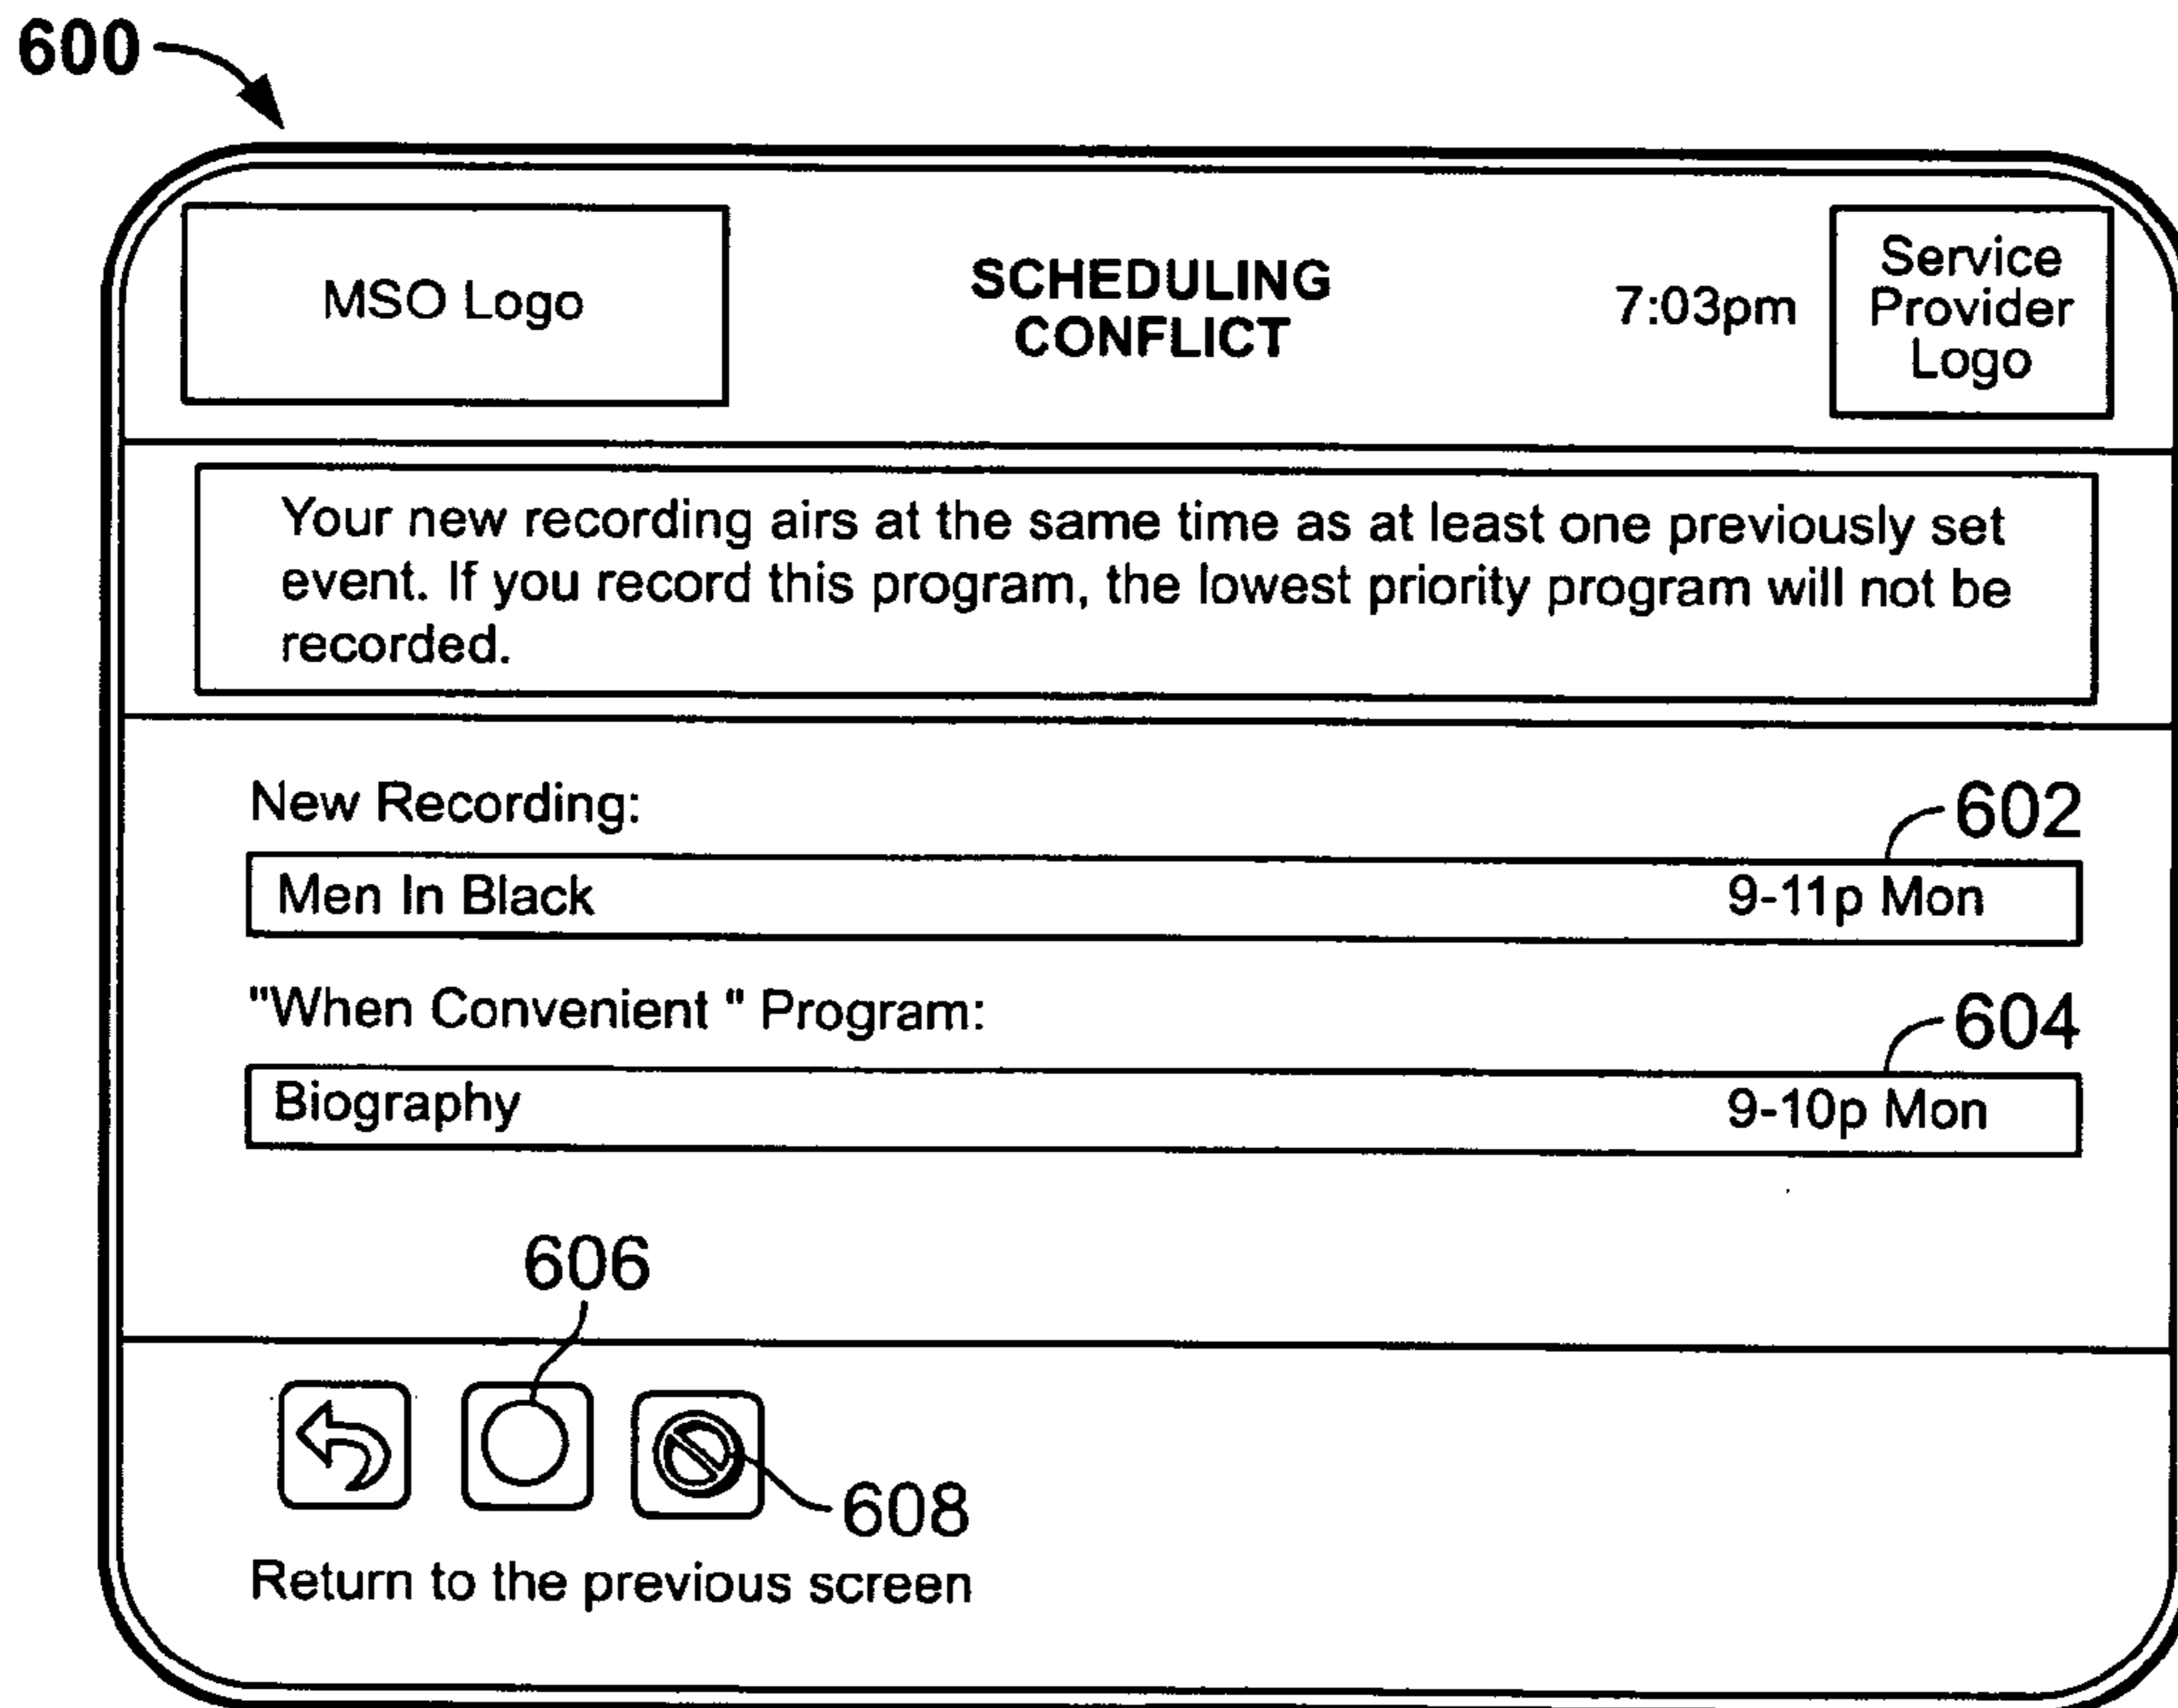 600
MSO Logo
SCHEDULING
CONFLICT
7:03pm
Service
Provider
Logo
Your new recording airs at the same time as at least one previously set
event. If you record this program, the lowest priority program will not be
recorded.
New Recording:
602
Men In Black 9-11p Mon
"When Convenient " Program:
604
Biography 9-10p Mon
606
608
Return to the previous screen